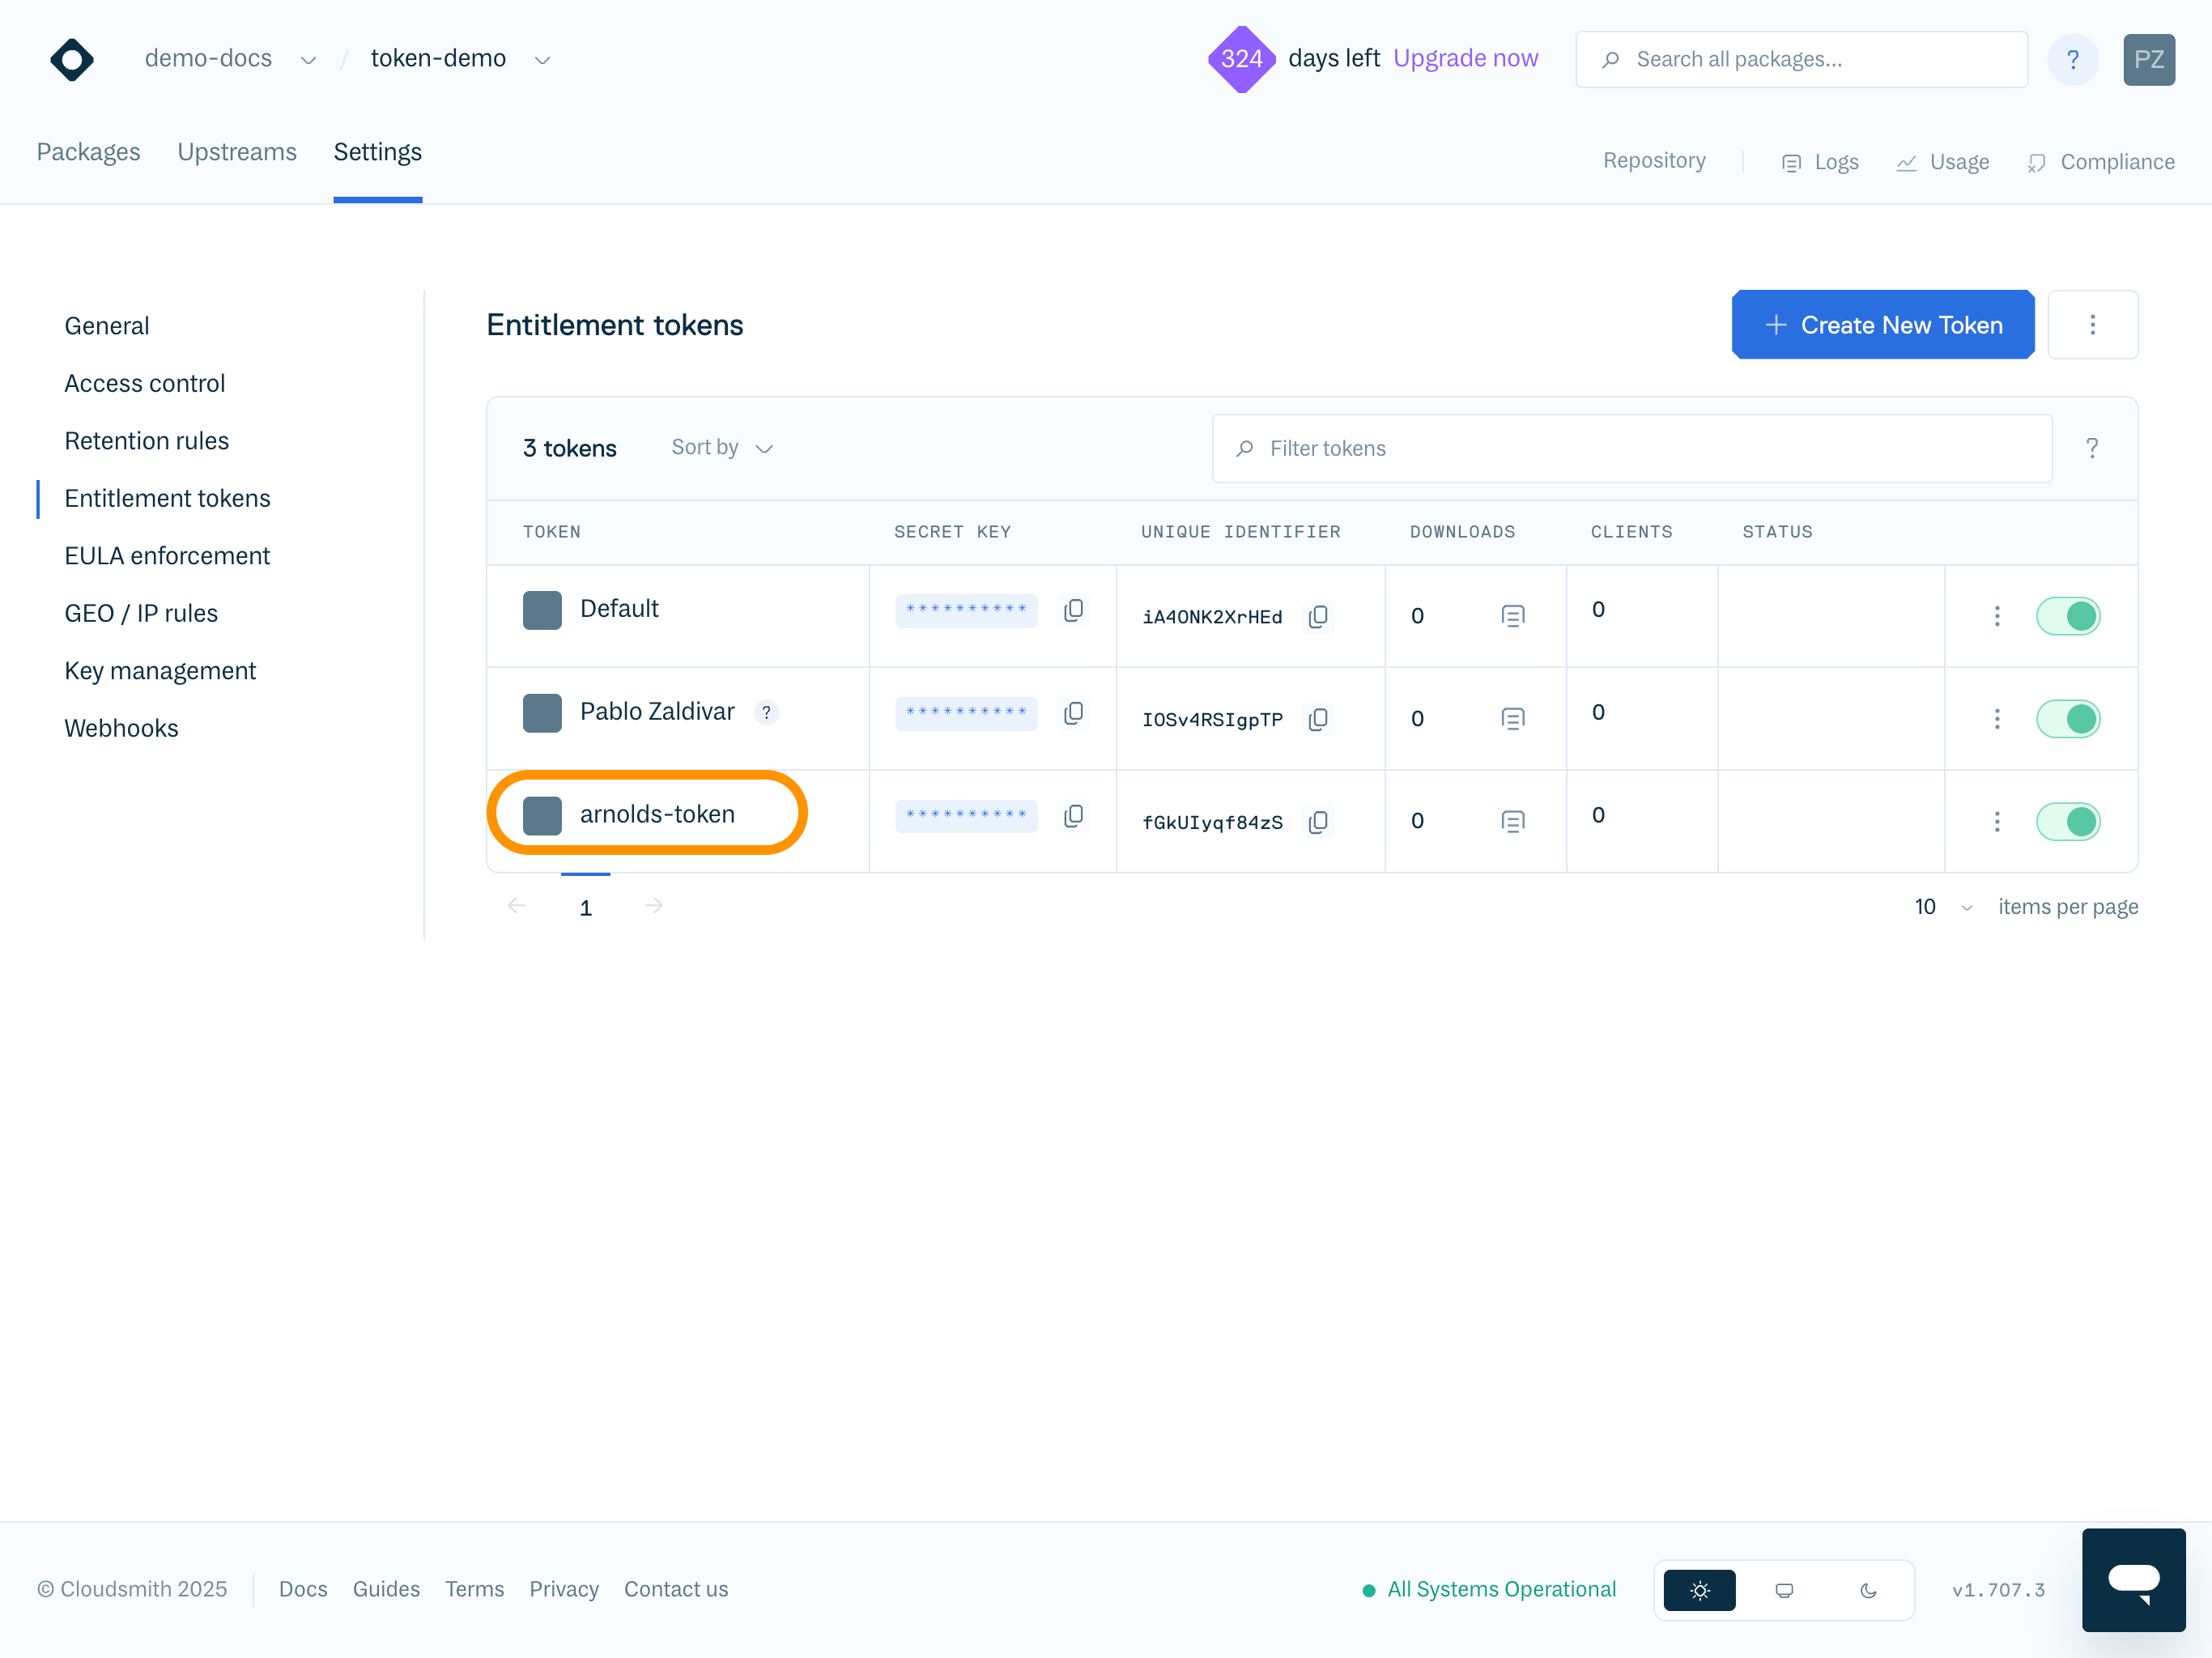 demo-docs / token-demo 324 days left Upgrade now Search all packages... ? PZ
Packages Upstreams Settings Repository Logs Usage Compliance
General
Access control
Retention rules
Entitlement tokens
EULA enforcement
GEO / IP rules
Key management
Webhooks
Entitlement tokens + Create New Token
3 tokens Sort by Filter tokens ?
TOKEN SECRET KEY UNIQUE IDENTIFIER DOWNLOADS CLIENTS STATUS
Default ********** iA4ONK2XrHEd 0 0
Pablo Zaldivar ? ********** IOSv4RSIgpTP 0 0
arnolds-token ********** fGkUIyqf84zS 0 0
← 1 → 10 items per page
© Cloudsmith 2025 Docs Guides Terms Privacy Contact us All Systems Operational v1.707.3